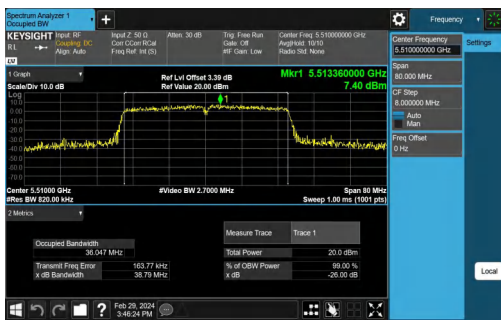 Spectrum Analyzer 1
Occupied BW
Frequency
KEYSIGHT
Input: RF
Coupling: DC
Align: Auto
Input Z: 50 Ω
Corr CCorr RCal
Freq Ref: Int (S)
Atten: 30 dB
Trig: Free Run
Gate: Off
#IF Gain: Low
Center Freq: 5.510000000 GHz
Avg|Hold: 10/10
Radio Std: None
RL
LXI
1 Graph
Scale/Div 10.0 dB
Ref Lvl Offset 3.39 dB
Ref Value 20.00 dBm
Mkr1 5.513360000 GHz
7.40 dBm
Log
10.0
0.00
-10.0
-20.0
-30.0
-40.0
-50.0
-60.0
-70.0
1
Center 5.51000 GHz
#Res BW 820.00 kHz
#Video BW 2.7000 MHz
Span 80 MHz
Sweep 1.00 ms (1001 pts)
2 Metrics
Measure Trace
Trace 1
Occupied Bandwidth
36.047 MHz
Total Power
20.0 dBm
Transmit Freq Error
163.77 kHz
% of OBW Power
99.00 %
x dB Bandwidth
38.79 MHz
x dB
-26.00 dB
Feb 29, 2024
3:46:24 PM
Center Frequency
5.510000000 GHz
Settings
Span
80.000 MHz
CF Step
8.000000 MHz
Auto
Man
Freq Offset
0 Hz
Local